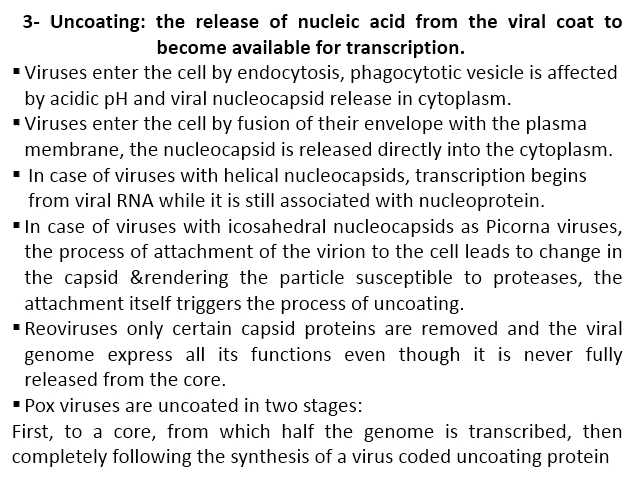 3- Uncoating: the release of nucleic acid from the viral coat to
become available for transcription.
▪ Viruses enter the cell by endocytosis, phagocytotic vesicle is affected
by acidic pH and viral nucleocapsid release in cytoplasm.
▪ Viruses enter the cell by fusion of their envelope with the plasma
membrane, the nucleocapsid is released directly into the cytoplasm.
▪ In case of viruses with helical nucleocapsids, transcription begins
from viral RNA while it is still associated with nucleoprotein.
▪ In case of viruses with icosahedral nucleocapsids as Picorna viruses,
the process of attachment of the virion to the cell leads to change in
the capsid &rendering the particle susceptible to proteases, the
attachment itself triggers the process of uncoating.
▪ Reoviruses only certain capsid proteins are removed and the viral
genome express all its functions even though it is never fully
released from the core.
▪ Pox viruses are uncoated in two stages:
First, to a core, from which half the genome is transcribed, then
completely following the synthesis of a virus coded uncoating protein